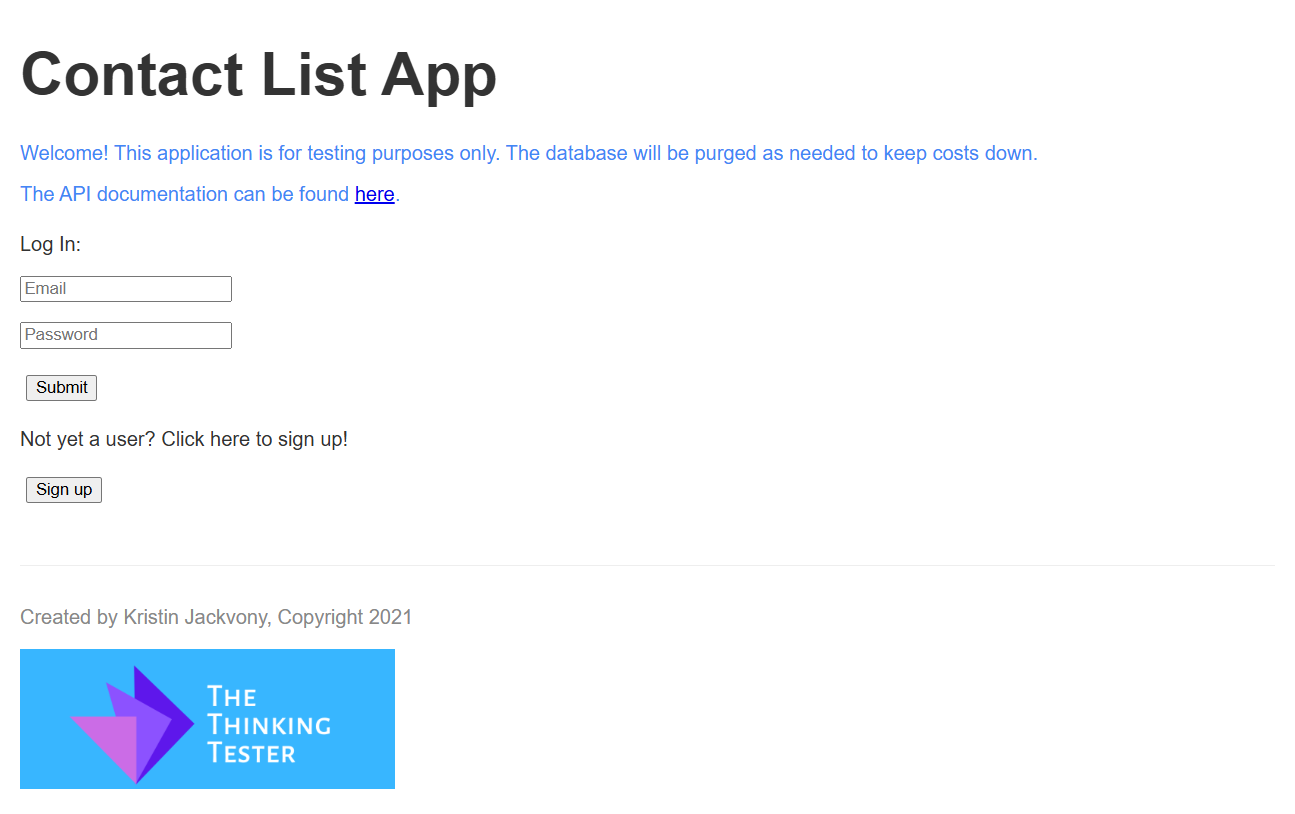 Contact List App
Welcome! This application is for testing purposes only. The database will be purged as needed to keep costs down.
The API documentation can be found here.
Log In:
Email
Password
Submit
Not yet a user? Click here to sign up!
Sign up
Created by Kristin Jackvony, Copyright 2021
THE
THINKING
TESTER